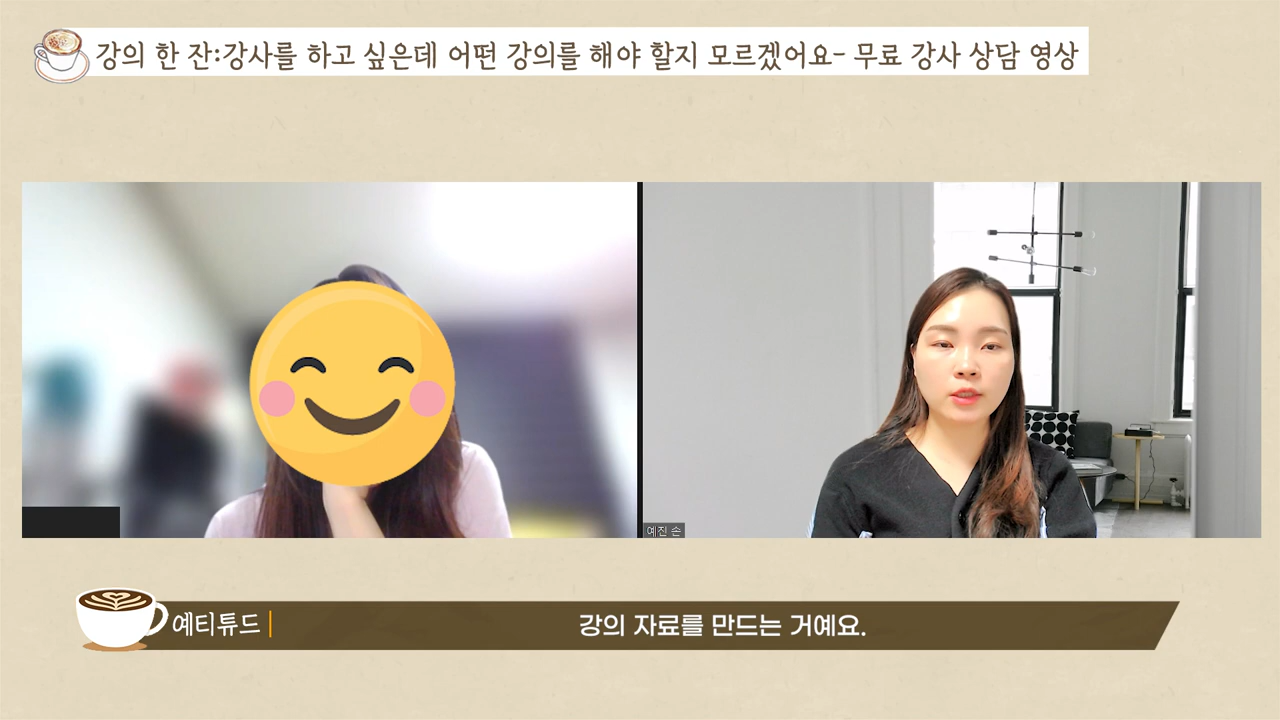 강의 한 잔:강사를 하고 싶은데 어떤 강의를 해야 할지 모르겠어요- 무료 강사 상담 영상
예진 손
예티튜드 강의 자료를 만드는 거예요.